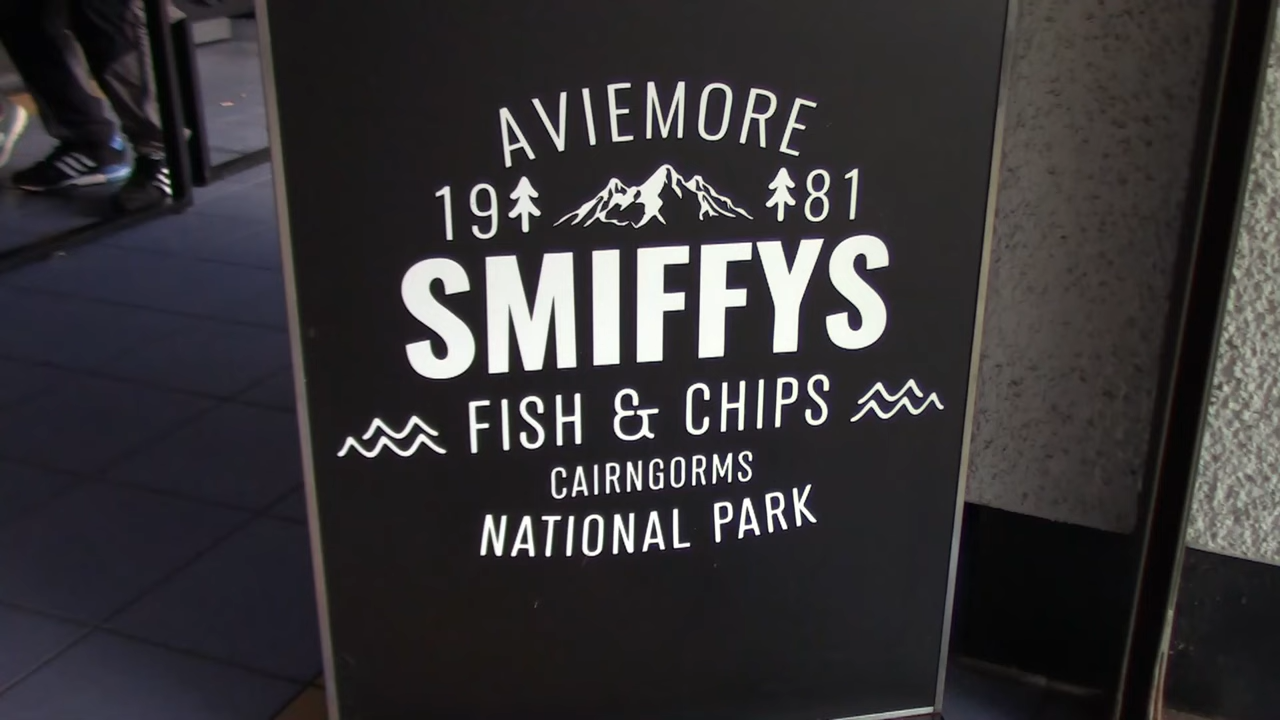 AVIEMORE
19 81
SMIFFYS
FISH & CHIPS
CAIRNGORMS
NATIONAL PARK